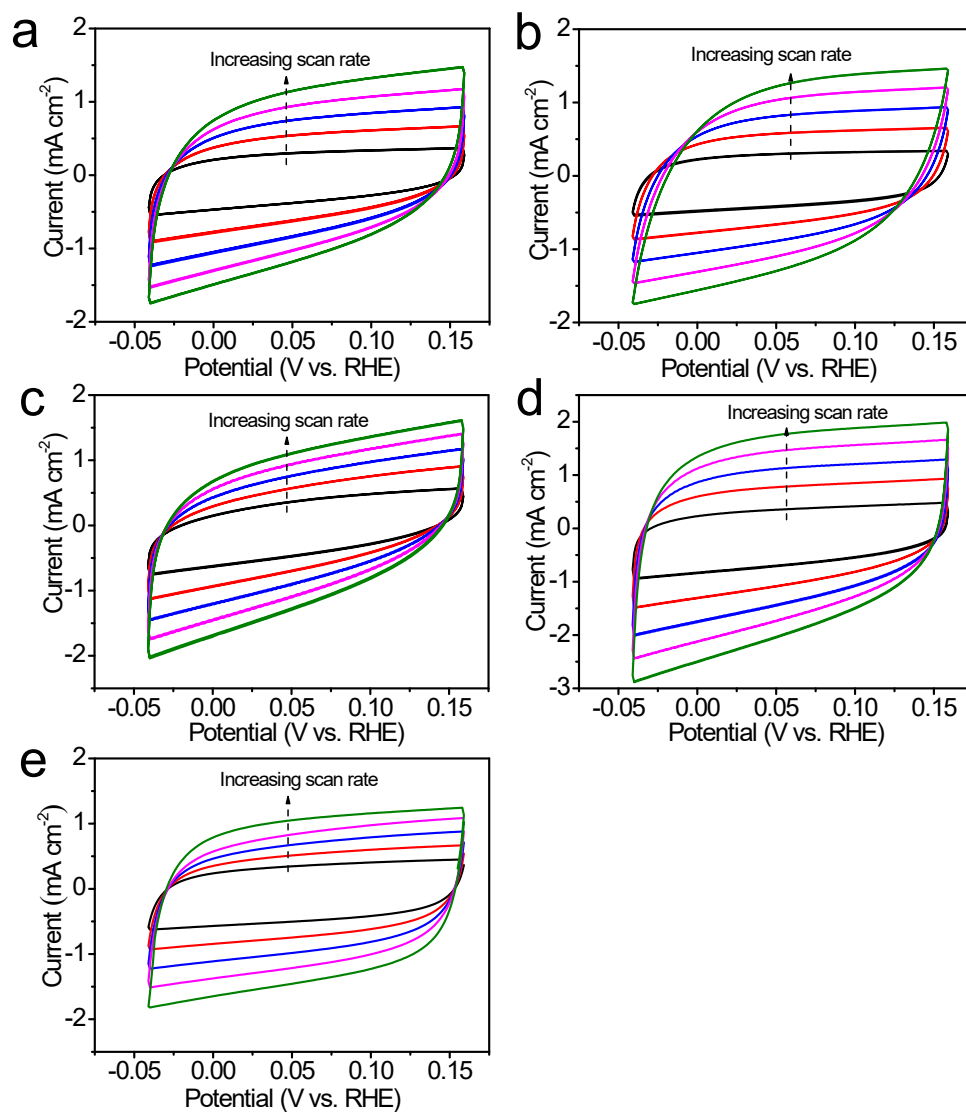 a
Increasing scan rate
Current (mA cm-2)
2
1
0
-1
-2
-0.05 0.00 0.05 0.10 0.15
Potential (V vs. RHE)
b
Increasing scan rate
Current (mA cm-2)
2
1
0
-1
-2
-0.05 0.00 0.05 0.10 0.15
Potential (V vs. RHE)
c
Increasing scan rate
Current (mA cm-2)
2
1
0
-1
-2
-0.05 0.00 0.05 0.10 0.15
Potential (V vs. RHE)
d
Increasing scan rate
Current (mA cm-2)
2
1
0
-1
-2
-3
-0.05 0.00 0.05 0.10 0.15
Potential (V vs. RHE)
e
Increasing scan rate
Current (mA cm-2)
2
1
0
-1
-2
-0.05 0.00 0.05 0.10 0.15
Potential (V vs. RHE)